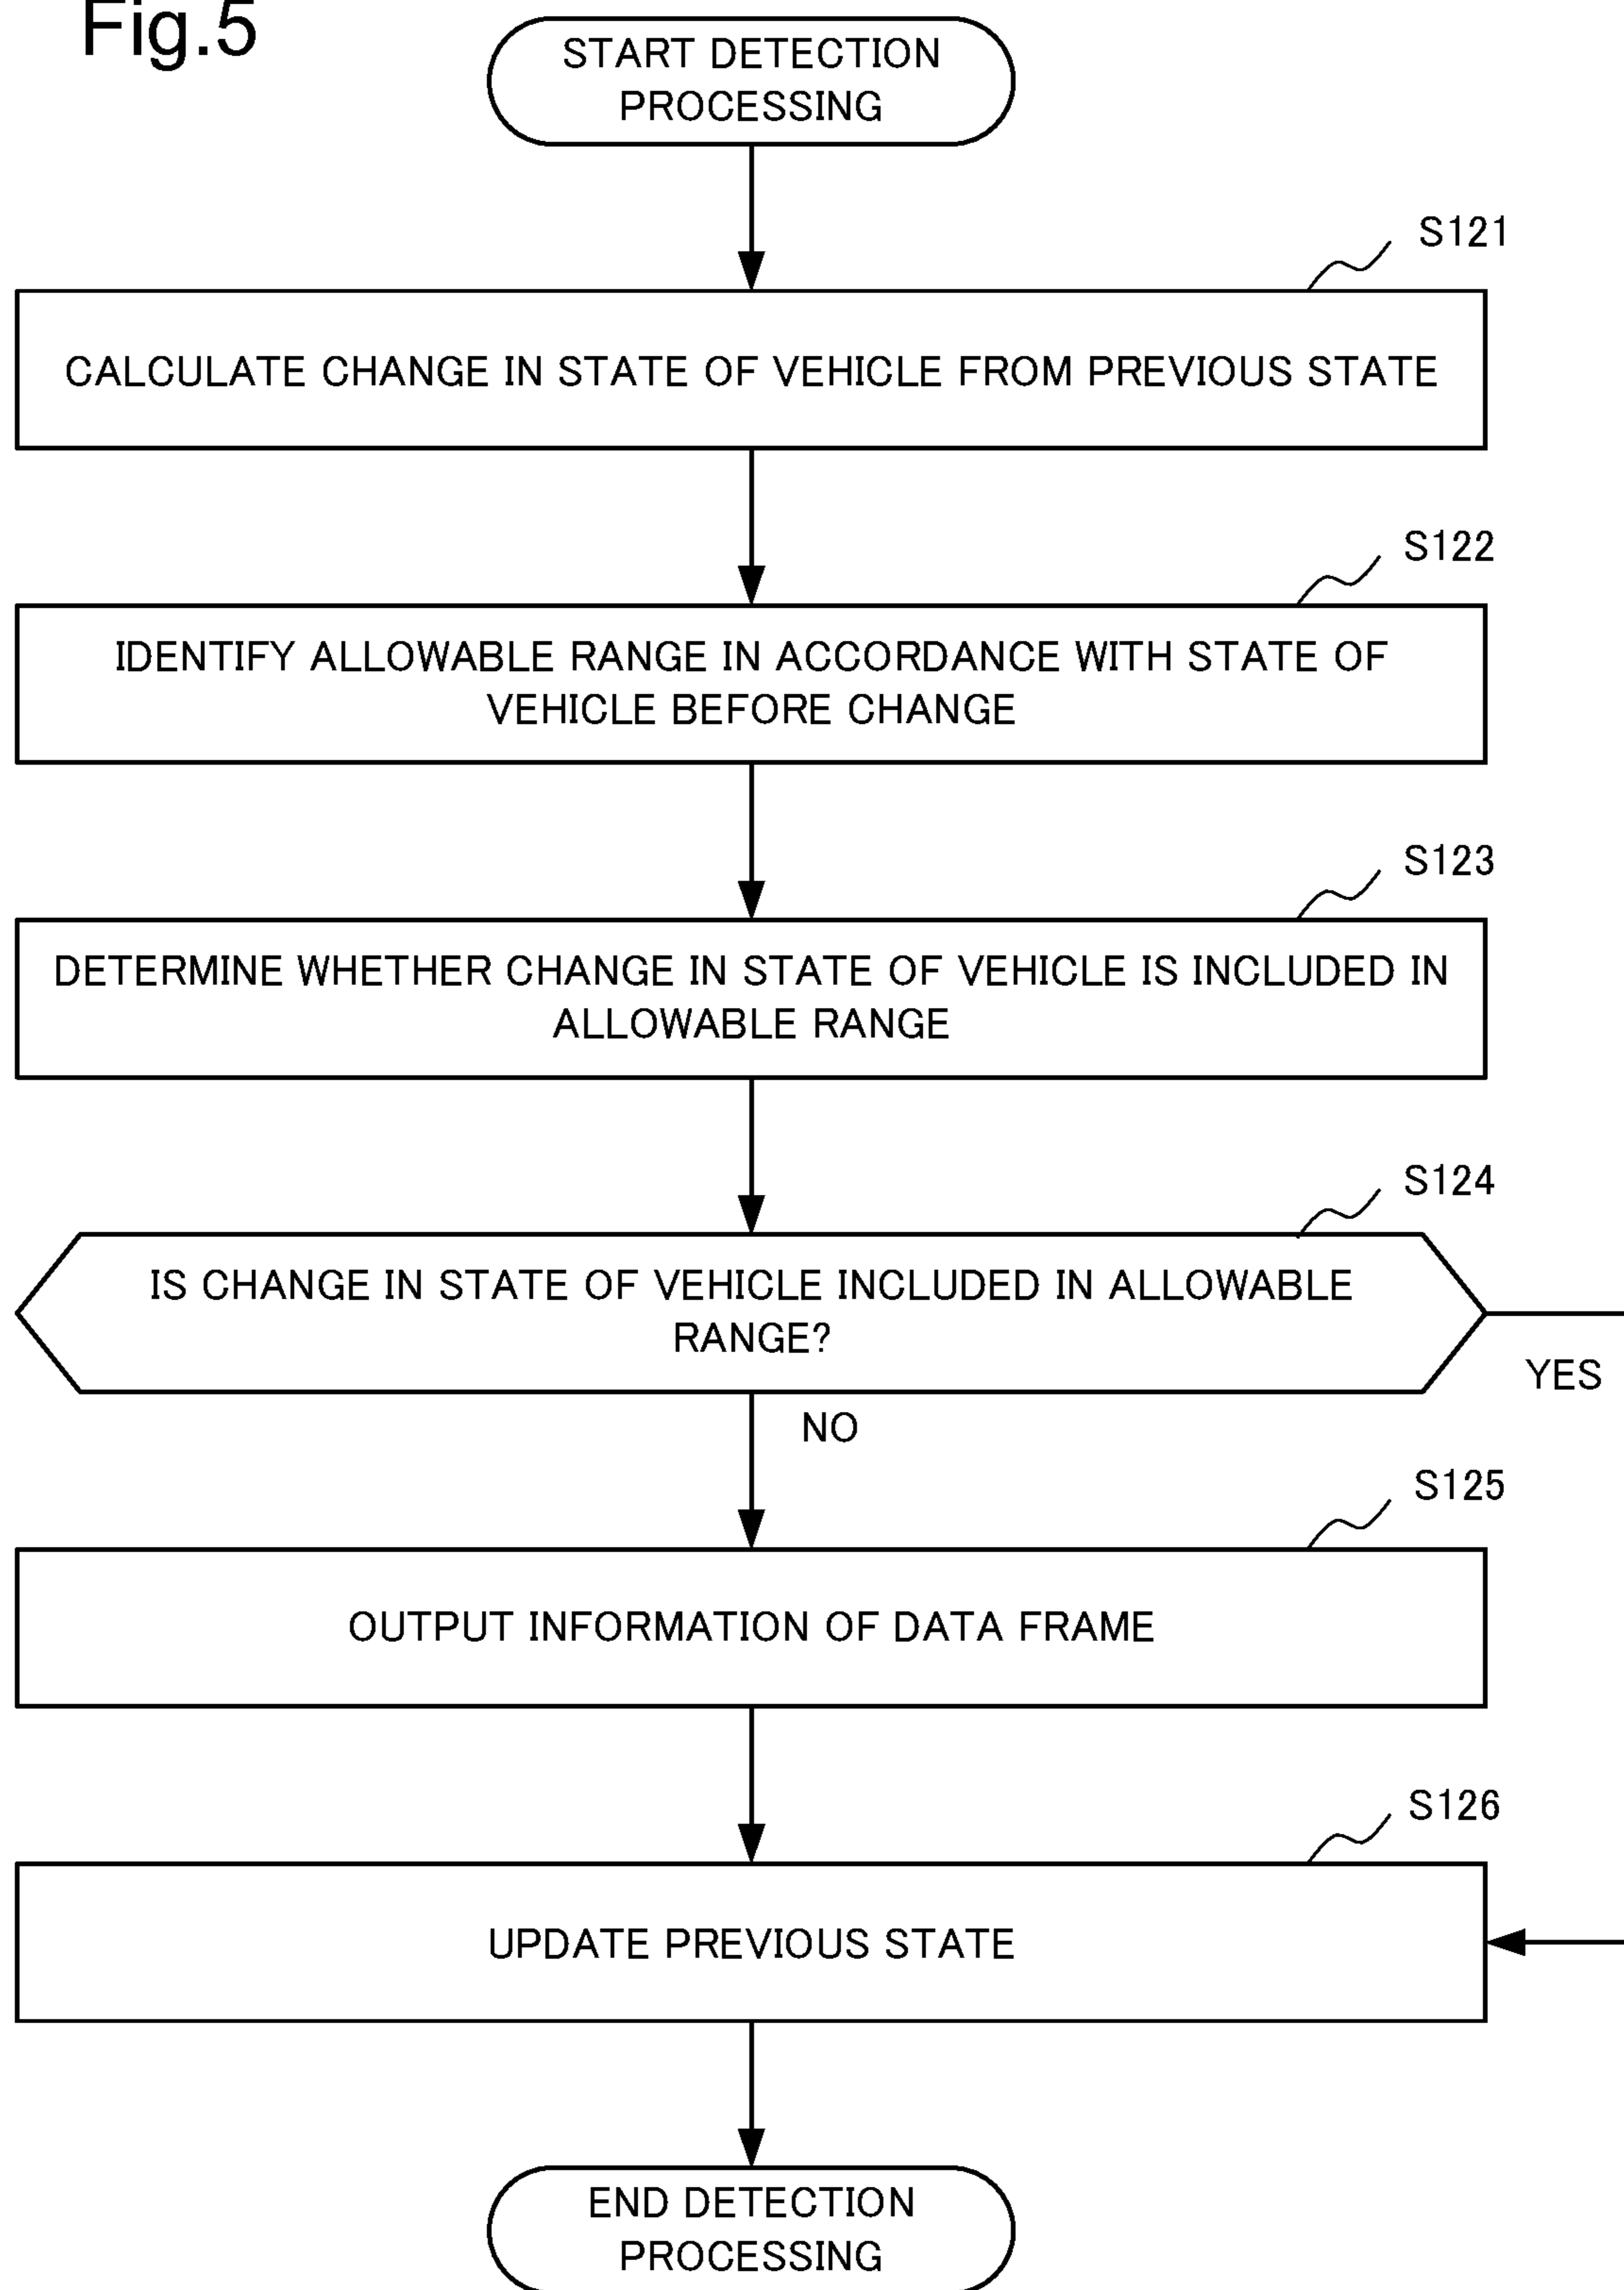 Fig.5
START DETECTION
PROCESSING
S121
CALCULATE CHANGE IN STATE OF VEHICLE FROM PREVIOUS STATE
S122
IDENTIFY ALLOWABLE RANGE IN ACCORDANCE WITH STATE OF
VEHICLE BEFORE CHANGE
S123
DETERMINE WHETHER CHANGE IN STATE OF VEHICLE IS INCLUDED IN
ALLOWABLE RANGE
S124
IS CHANGE IN STATE OF VEHICLE INCLUDED IN ALLOWABLE
RANGE?
YES
NO
S125
OUTPUT INFORMATION OF DATA FRAME
S126
UPDATE PREVIOUS STATE
END DETECTION
PROCESSING